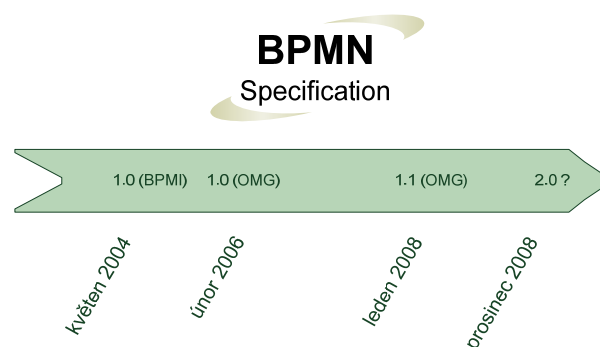 BPMN
Specification
1.0 (BPMI) 1.0 (OMG) 1.1 (OMG) 2.0 ?
květen 2004 únor 2006 leden 2008 prosinec 2008